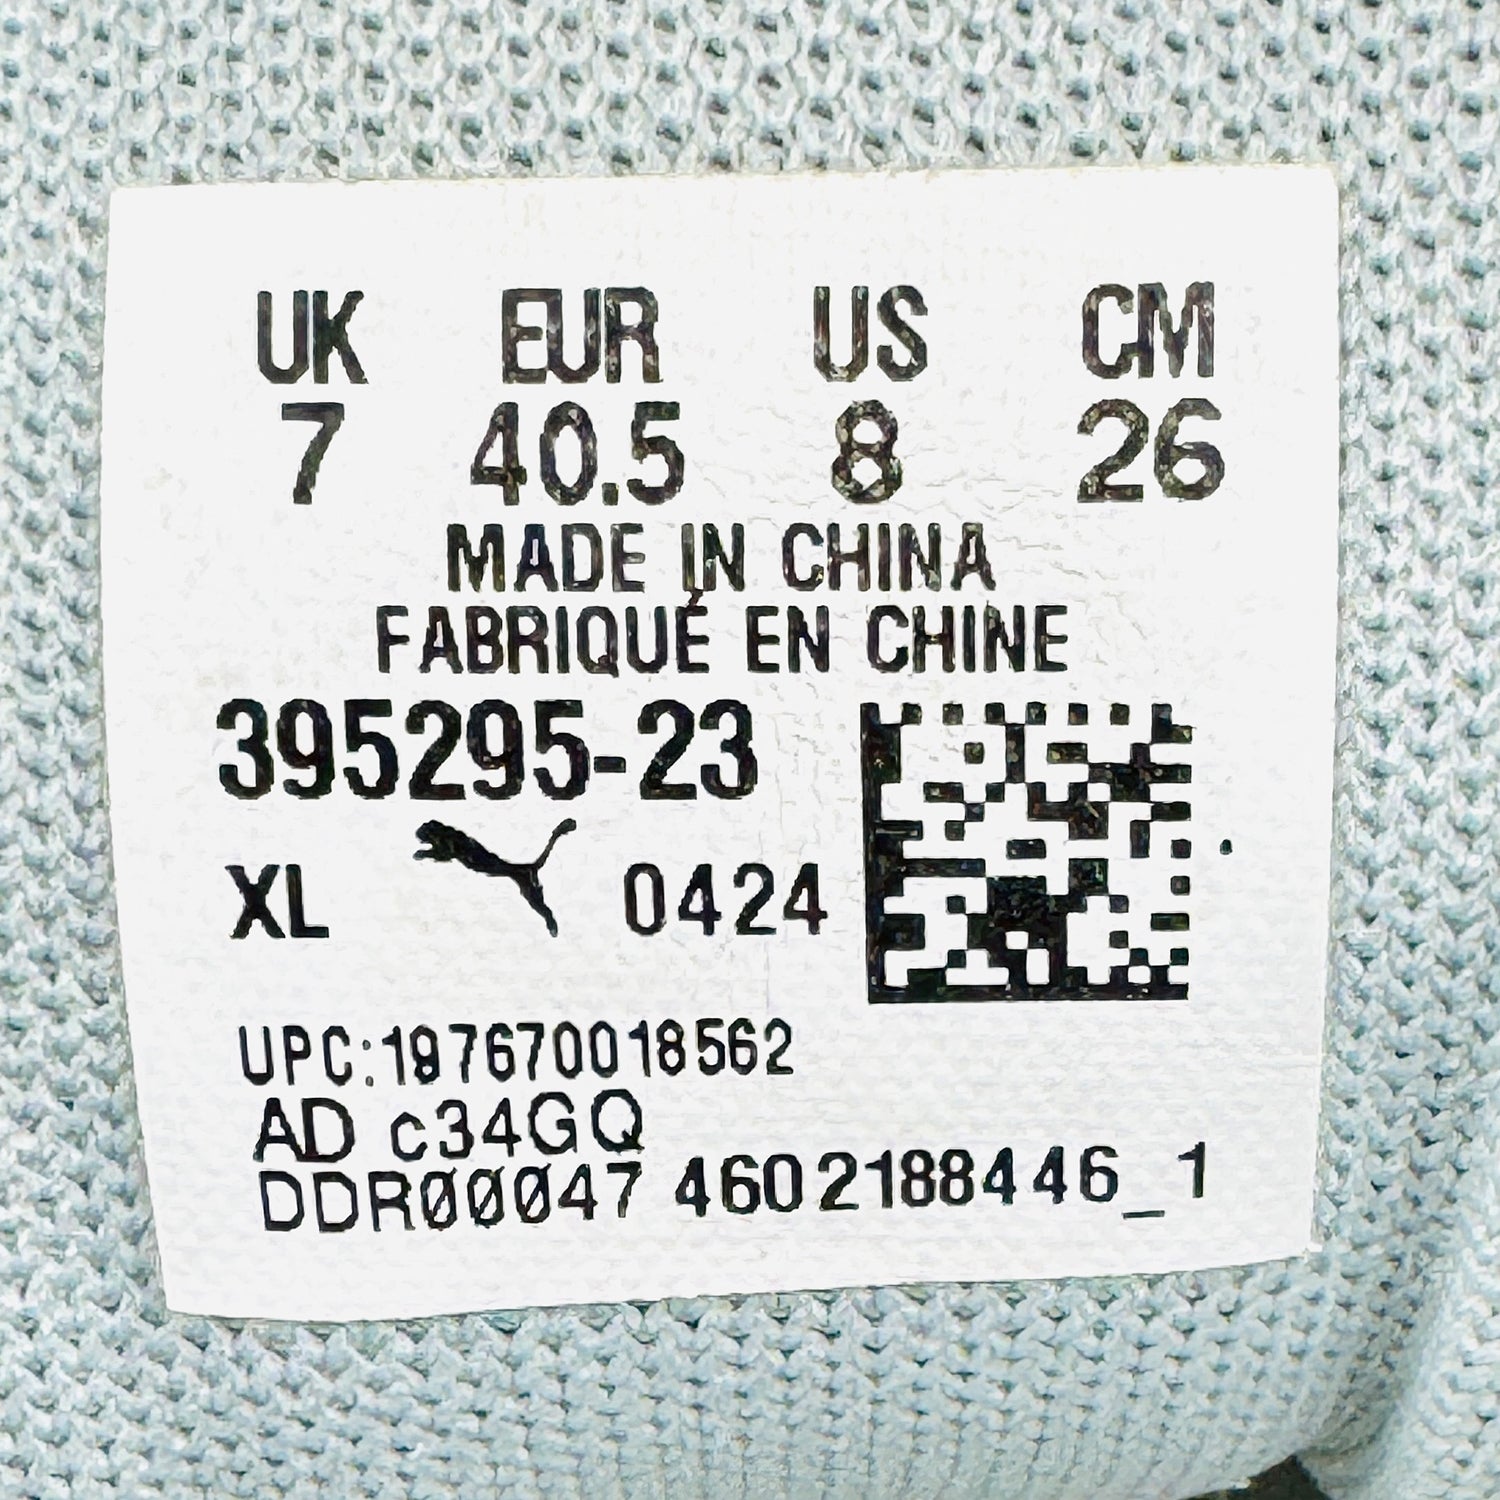 UK EUR US CM
7 40.5 8 26
MADE IN CHINA
FABRIQUÉ EN CHINE
395295-23
XL 0424
UPC:197670018562
AD c34GQ
DDR00047 4602188446_1